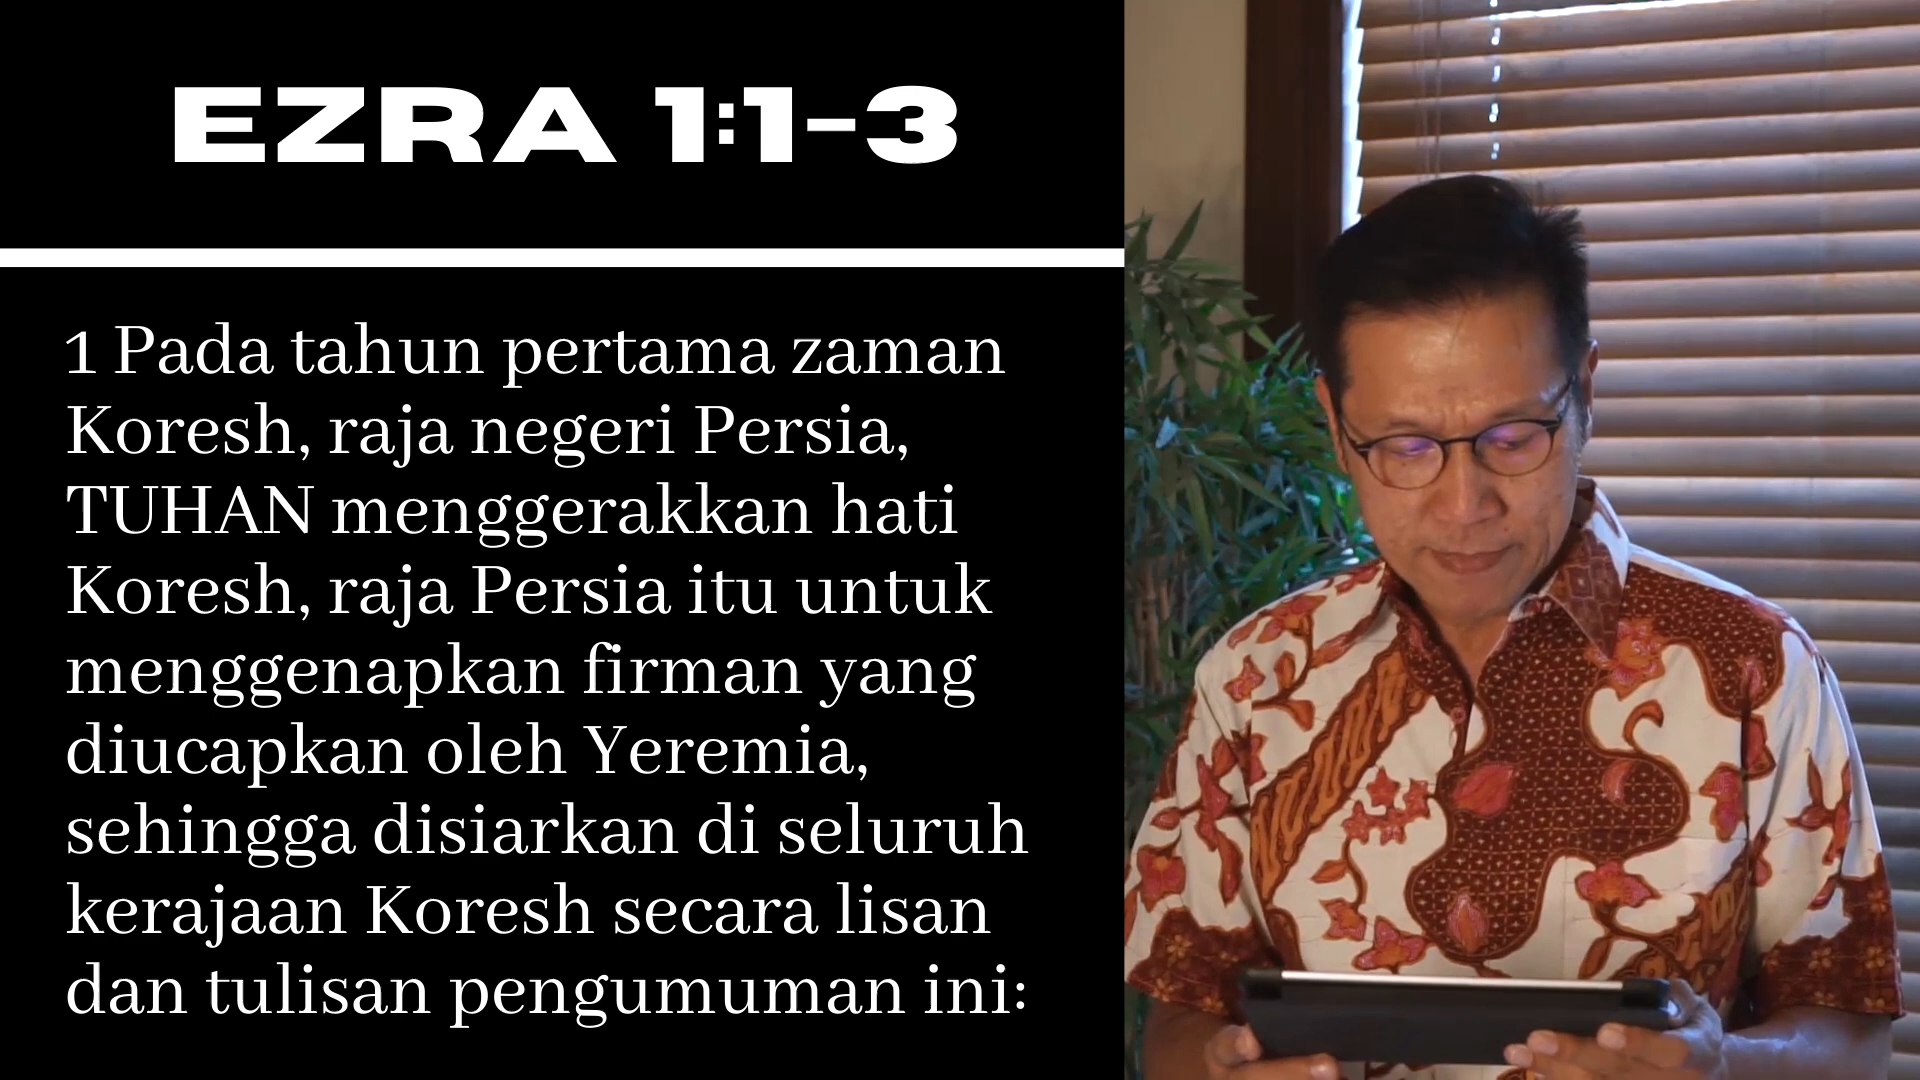 EZRA 1:1-3
1 Pada tahun pertama zaman
Koresh, raja negeri Persia,
TUHAN menggerakkan hati
Koresh, raja Persia itu untuk
menggenapkan firman yang
diucapkan oleh Yeremia,
sehingga disiarkan di seluruh
kerajaan Koresh secara lisan
dan tulisan pengumuman ini: